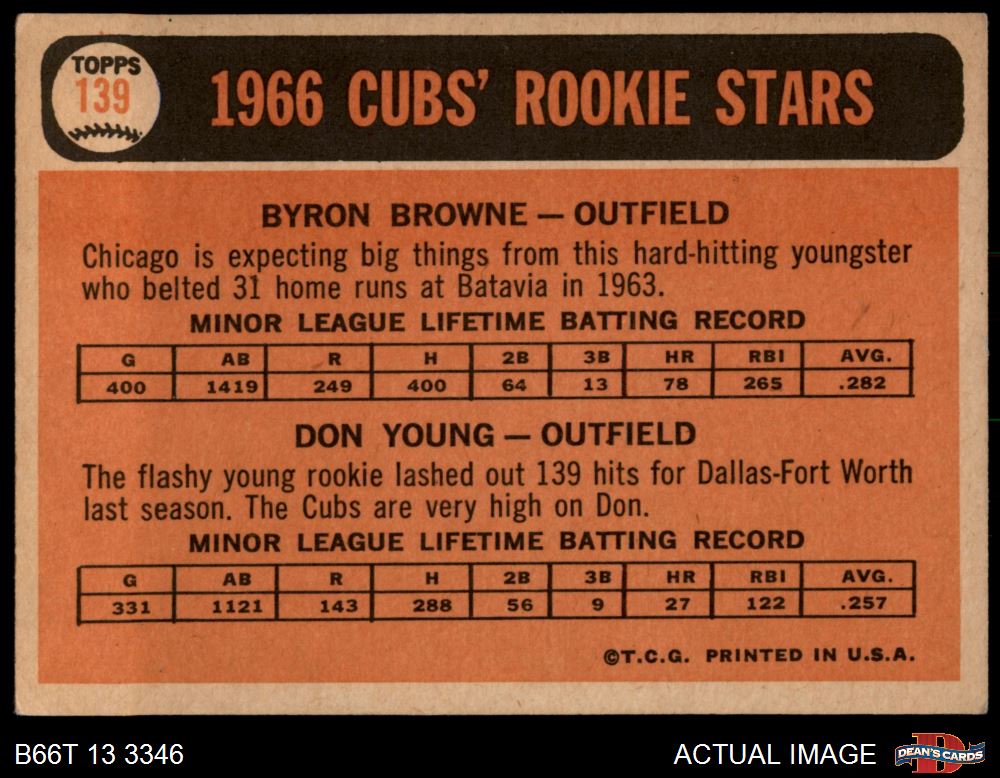 TOPPS
139
1966 CUBS' ROOKIE STARS
BYRON BROWNE — OUTFIELD
Chicago is expecting big things from this hard-hitting youngster
who belted 31 home runs at Batavia in 1963.
MINOR LEAGUE LIFETIME BATTING RECORD
G AB R H 2B 3B HR RBI AVG.
400 1419 249 400 64 13 78 265 .282
DON YOUNG — OUTFIELD
The flashy young rookie lashed out 139 hits for Dallas-Fort Worth
last season. The Cubs are very high on Don.
MINOR LEAGUE LIFETIME BATTING RECORD
G AB R H 2B 3B HR RBI AVG.
331 1121 143 288 56 9 27 122 .257
©T.C.G. PRINTED IN U.S.A.
B66T 13 3346
ACTUAL IMAGE
D
DEAN'S CARDS